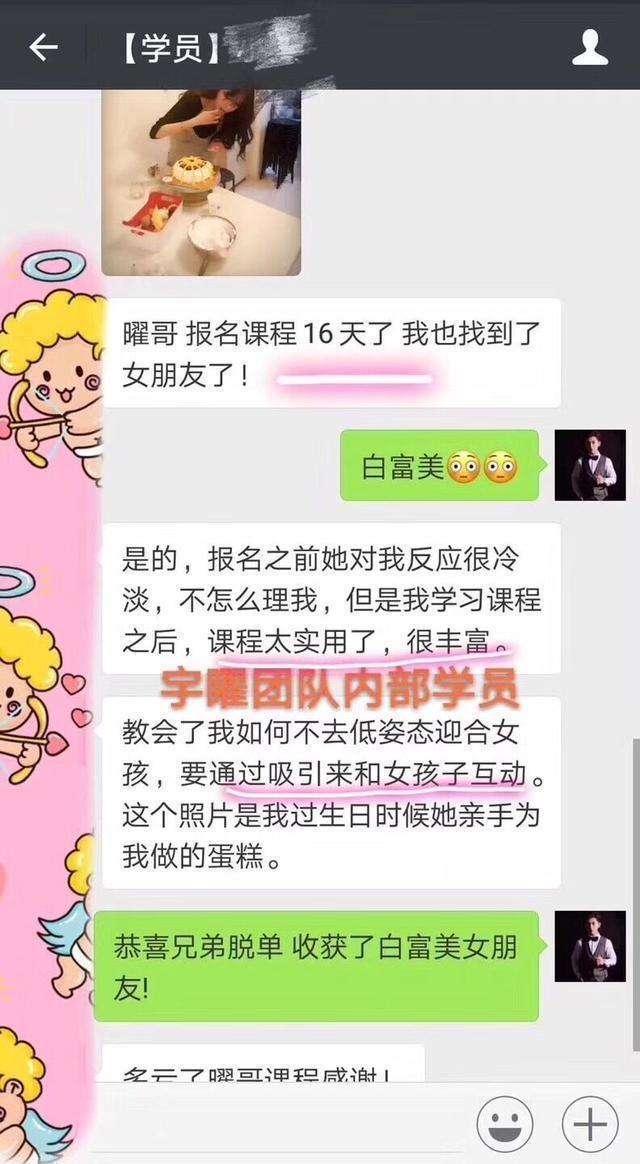 【学员】
曜哥 报名课程 16 天了 我也找到了
女朋友了！
白富美😳😳
是的，报名之前她对我反应很冷
淡，不怎么理我，但是我学习课程
之后，课程太实用了，很丰富。
宇曜团队内部学员
教会了我如何不去低姿态迎合女
孩，要通过吸引来和女孩子互动。
这个照片是我过生日时候她亲手为
我做的蛋糕。
恭喜兄弟脱单 收获了白富美女朋
友!
多亏了曜哥课程感谢！